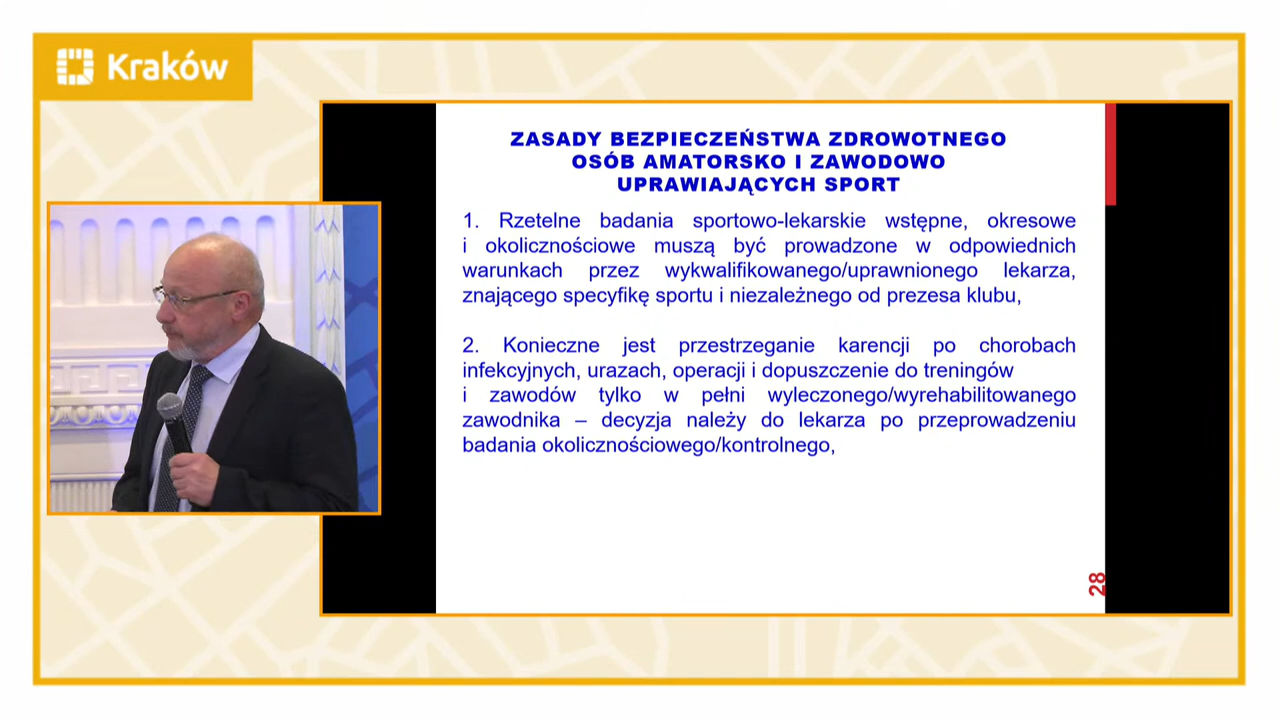 Kraków
ZASADY BEZPIECZEŃSTWA ZDROWOTNEGO
OSÓB AMATORSKO I ZAWODOWO
UPRAWIAJĄCYCH SPORT
1. Rzetelne badania sportowo-lekarskie wstępne, okresowe
i okolicznościowe muszą być prowadzone w odpowiednich
warunkach przez wykwalifikowanego/uprawnionego lekarza,
znającego specyfikę sportu i niezależnego od prezesa klubu,
2. Konieczne jest przestrzeganie karencji po chorobach
infekcyjnych, urazach, operacji i dopuszczenie do treningów
i zawodów tylko w pełni wyleczonego/wyrehabilitowanego
zawodnika – decyzja należy do lekarza po przeprowadzeniu
badania okolicznościowego/kontrolnego,
28